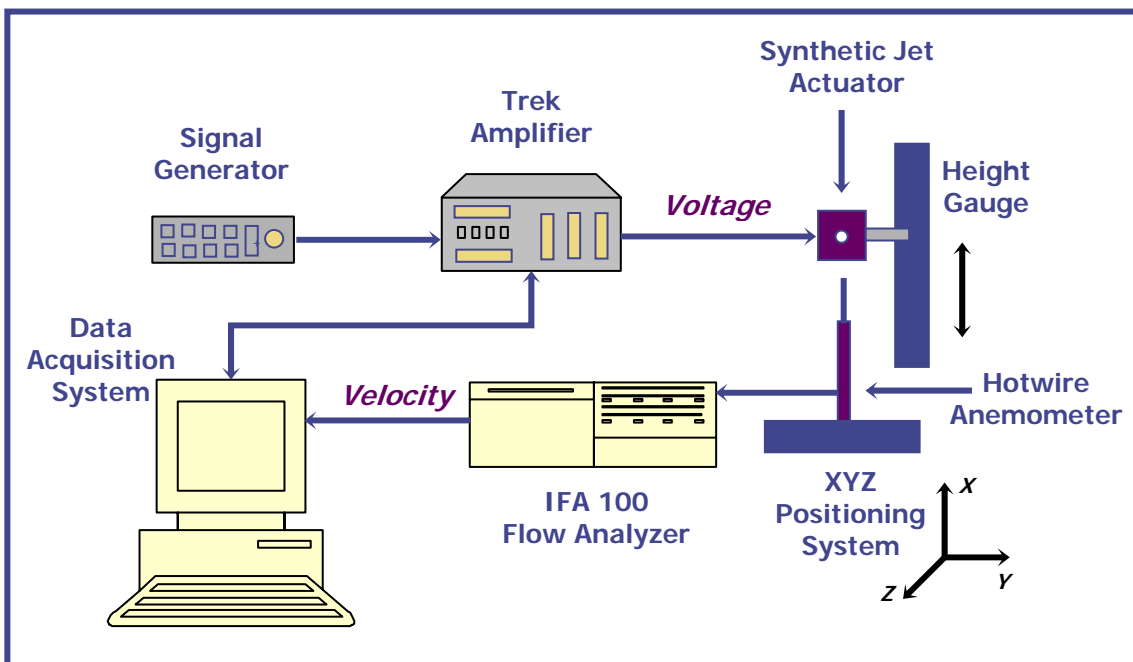 Synthetic Jet
Actuator
Trek
Amplifier
Signal
Generator
Height
Gauge
Voltage
Data
Acquisition
System
Velocity
Hotwire
Anemometer
IFA 100
Flow Analyzer
XYZ
Positioning
System
X
Y
Z